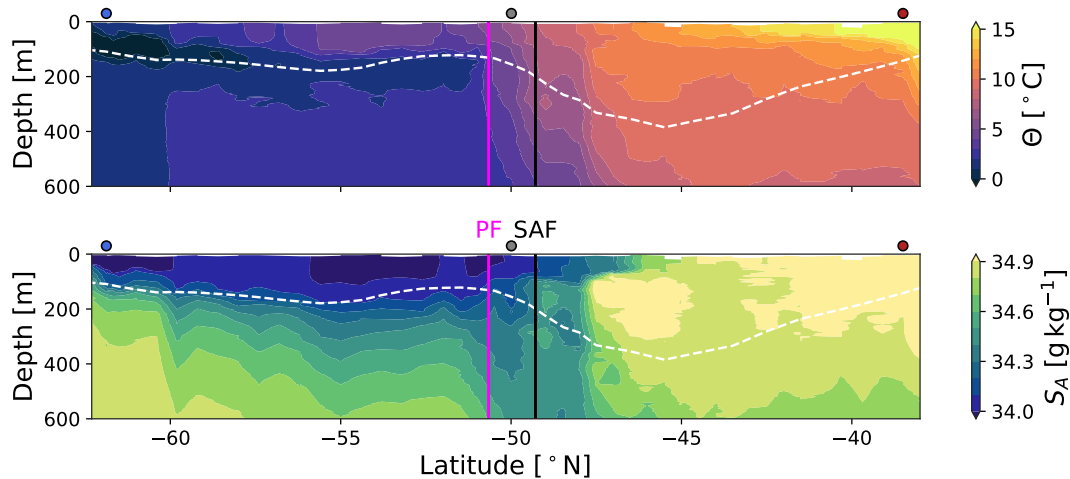 0
200
400
600
Depth [m]
15
10
5
0
Θ [°C]
PF SAF
0
200
400
600
Depth [m]
34.9
34.6
34.3
34.0
S_A [g kg⁻¹]
−60 −55 −50 −45 −40
Latitude [°N]